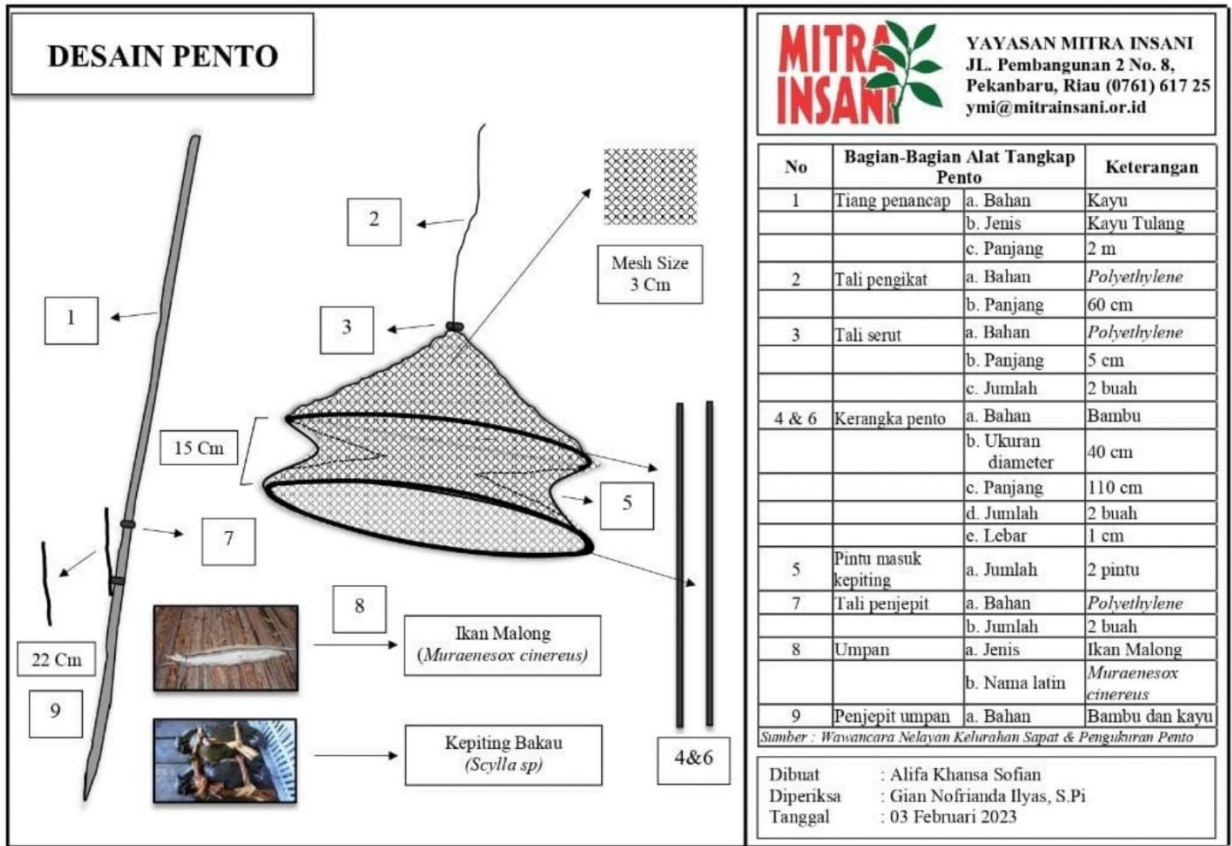 DESAIN PENTO
1
2
3
Mesh Size
3 Cm
15 Cm
5
7
22 Cm
9
8
Ikan Malong
(Muraenesox cinereus)
Kepiting Bakau
(Scylla sp)
4&6
MITRA
INSANI
YAYASAN MITRA INSANI
JL. Pembangunan 2 No. 8,
Pekanbaru, Riau (0761) 617 25
ymi@mitrainsani.or.id
No Bagian-Bagian Alat Tangkap Pento Keterangan
1 Tiang penancap a. Bahan Kayu
b. Jenis Kayu Tulang
c. Panjang 2 m
2 Tali pengikat a. Bahan Polyethylene
b. Panjang 60 cm
3 Tali serut a. Bahan Polyethylene
b. Panjang 5 cm
c. Jumlah 2 buah
4 & 6 Kerangka pento a. Bahan Bambu
b. Ukuran diameter 40 cm
c. Panjang 110 cm
d. Jumlah 2 buah
e. Lebar 1 cm
5 Pintu masuk kepiting a. Jumlah 2 pintu
7 Tali penjepit a. Bahan Polyethylene
b. Jumlah 2 buah
8 Umpan a. Jenis Ikan Malong
b. Nama latin Muraenesox cinereus
9 Penjepit umpan a. Bahan Bambu dan kayu
Sumber : Wawancara Nelayan Kelurahan Sapat & Pengukuran Pento
Dibuat : Alifa Khansa Sofian
Diperiksa : Gian Nofrianda Ilyas, S.Pi
Tanggal : 03 Februari 2023